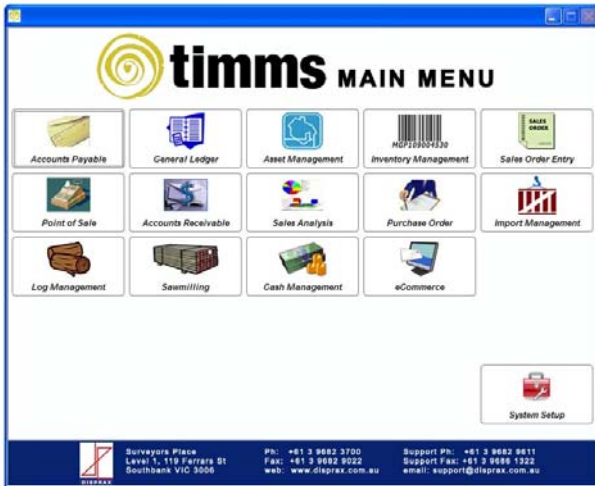 timms MAIN MENU
MGP109004530
SALES
ORDER
Accounts Payable
General Ledger
Asset Management
Inventory Management
Sales Order Entry
Point of Sale
Accounts Receivable
Sales Analysis
Purchase Order
Import Management
Log Management
Sawmilling
Cash Management
eCommerce
System Setup
DISPRAX
Surveyors Place
Level 1, 119 Ferrars St
Southbank VIC 3006
Ph: +61 3 9682 3700
Fax: +61 3 9682 9022
web: www.disprax.com.au
Support Ph: +61 3 9682 9611
Support Fax: +61 3 9686 1322
email: support@disprax.com.au